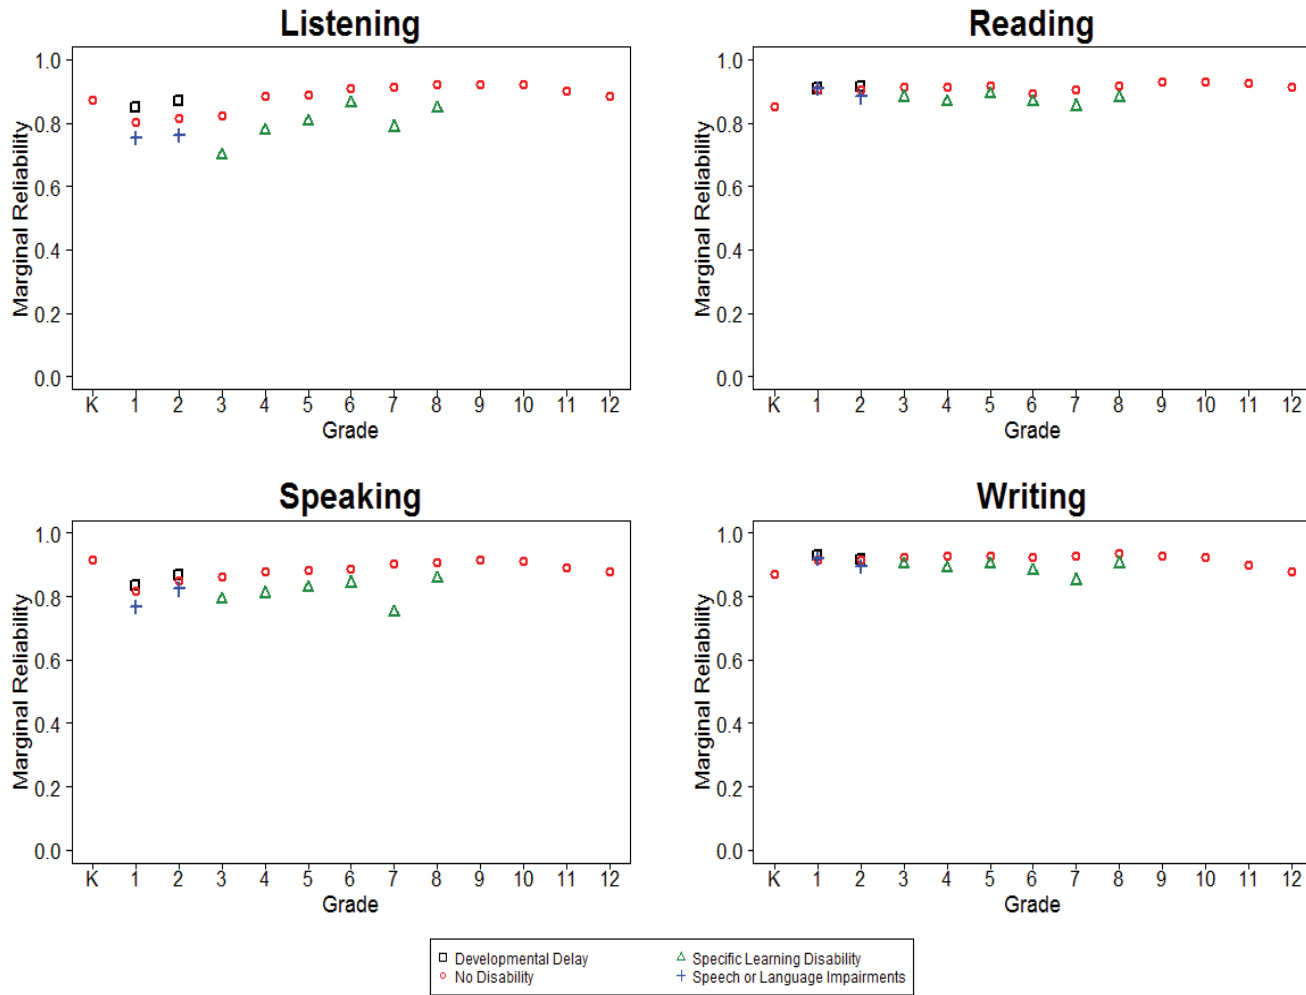 Listening
Marginal Reliability
1.0
0.8
0.6
0.4
0.2
0.0
K 1 2 3 4 5 6 7 8 9 10 11 12
Grade
Reading
Marginal Reliability
1.0
0.8
0.6
0.4
0.2
0.0
K 1 2 3 4 5 6 7 8 9 10 11 12
Grade
Speaking
Marginal Reliability
1.0
0.8
0.6
0.4
0.2
0.0
K 1 2 3 4 5 6 7 8 9 10 11 12
Grade
Writing
Marginal Reliability
1.0
0.8
0.6
0.4
0.2
0.0
K 1 2 3 4 5 6 7 8 9 10 11 12
Grade
Developmental Delay
No Disability
Specific Learning Disability
Speech or Language Impairments